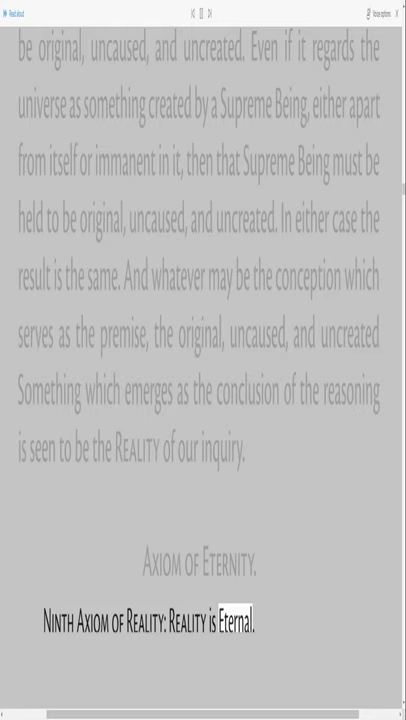 Read aloud
Voice options
be original, uncaused, and uncreated. Even if it regards the
universe as something created by a Supreme Being, either apart
from itself or immanent in it, then that Supreme Being must be
held to be original, uncaused, and uncreated. In either case the
result is the same. And whatever may be the conception which
serves as the premise, the original, uncaused, and uncreated
Something which emerges as the conclusion of the reasoning
is seen to be the REALITY of our inquiry.
AXIOM OF ETERNITY.
NINTH AXIOM OF REALITY: REALITY is Eternal.